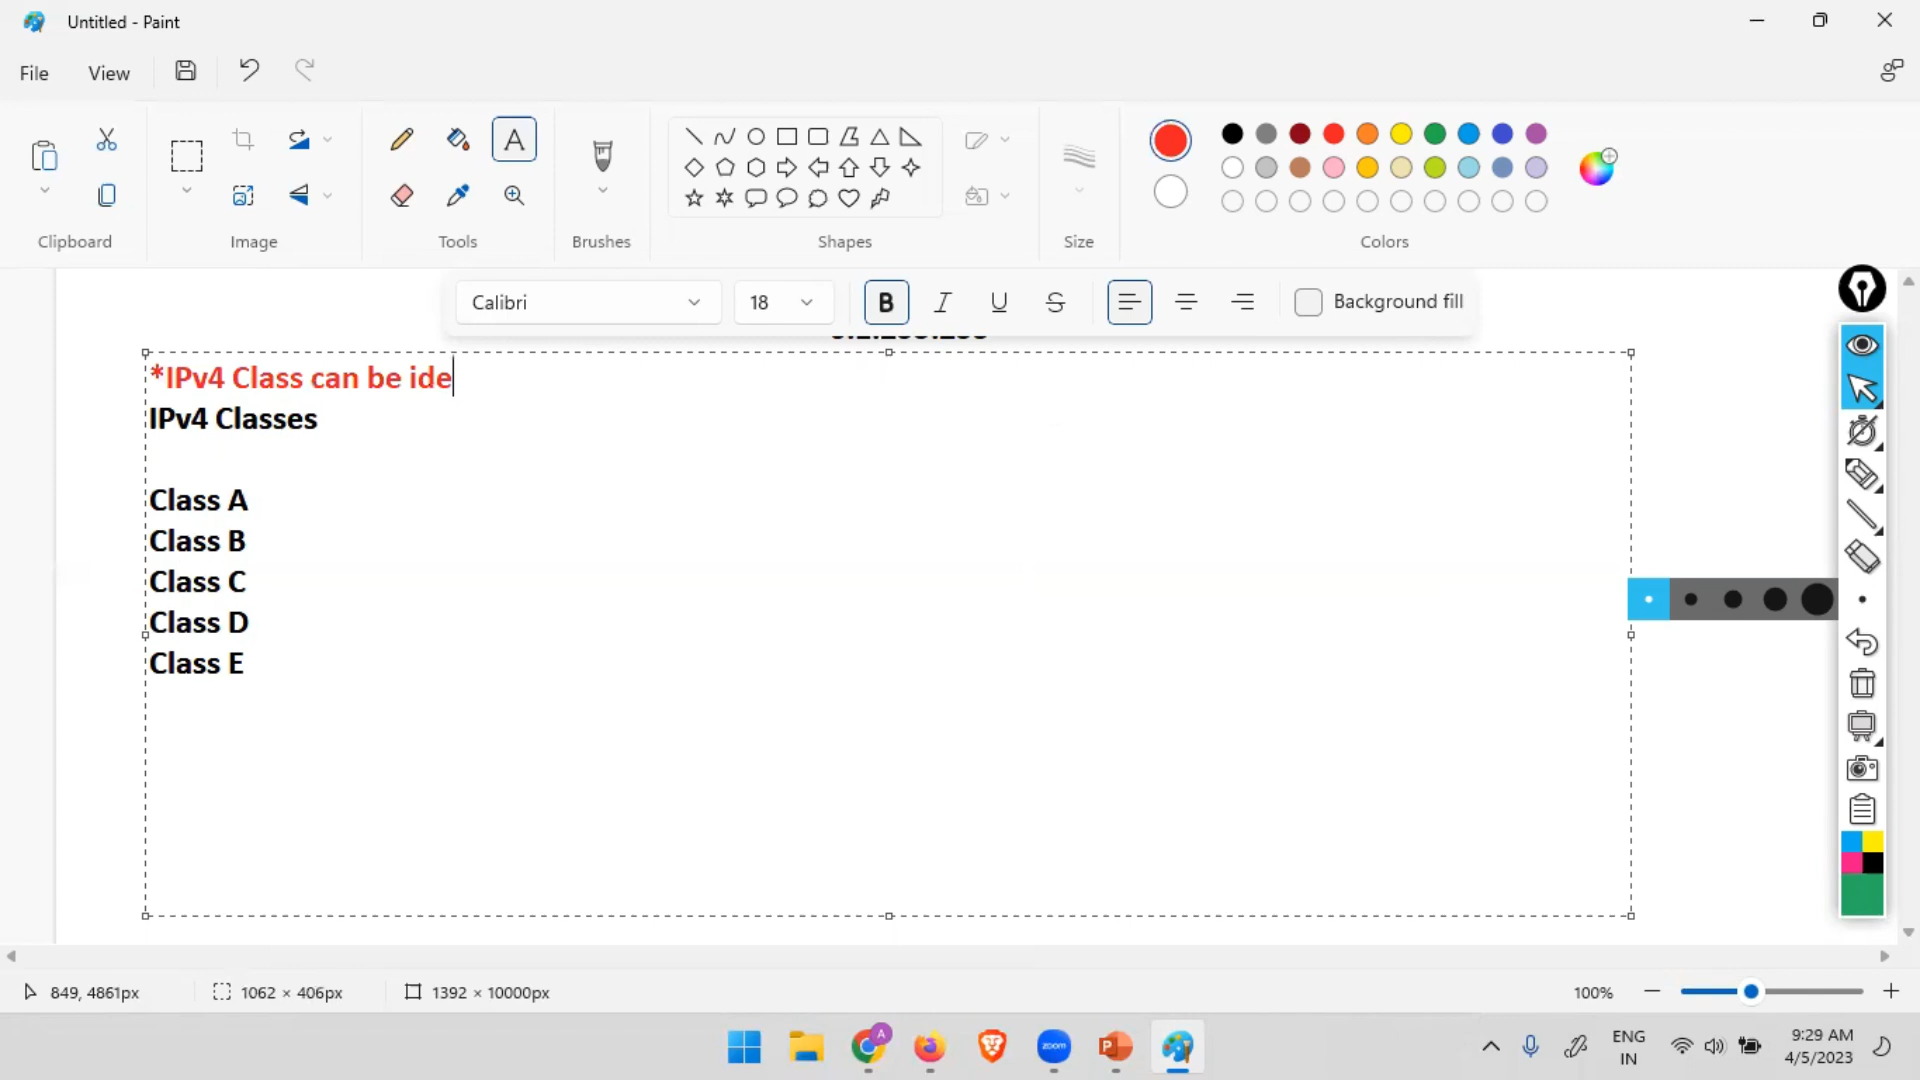 Untitled - Paint
File
View
Clipboard
Image
Tools
Brushes
Shapes
Size
Colors
Calibri
18
B
I
U
S
Background fill
*IPv4 Class can be ide
IPv4 Classes
Class A
Class B
Class C
Class D
Class E
849, 4861px
1062 × 406px
1392 × 10000px
100%
A
zoom
ENG
IN
9:29 AM
4/5/2023